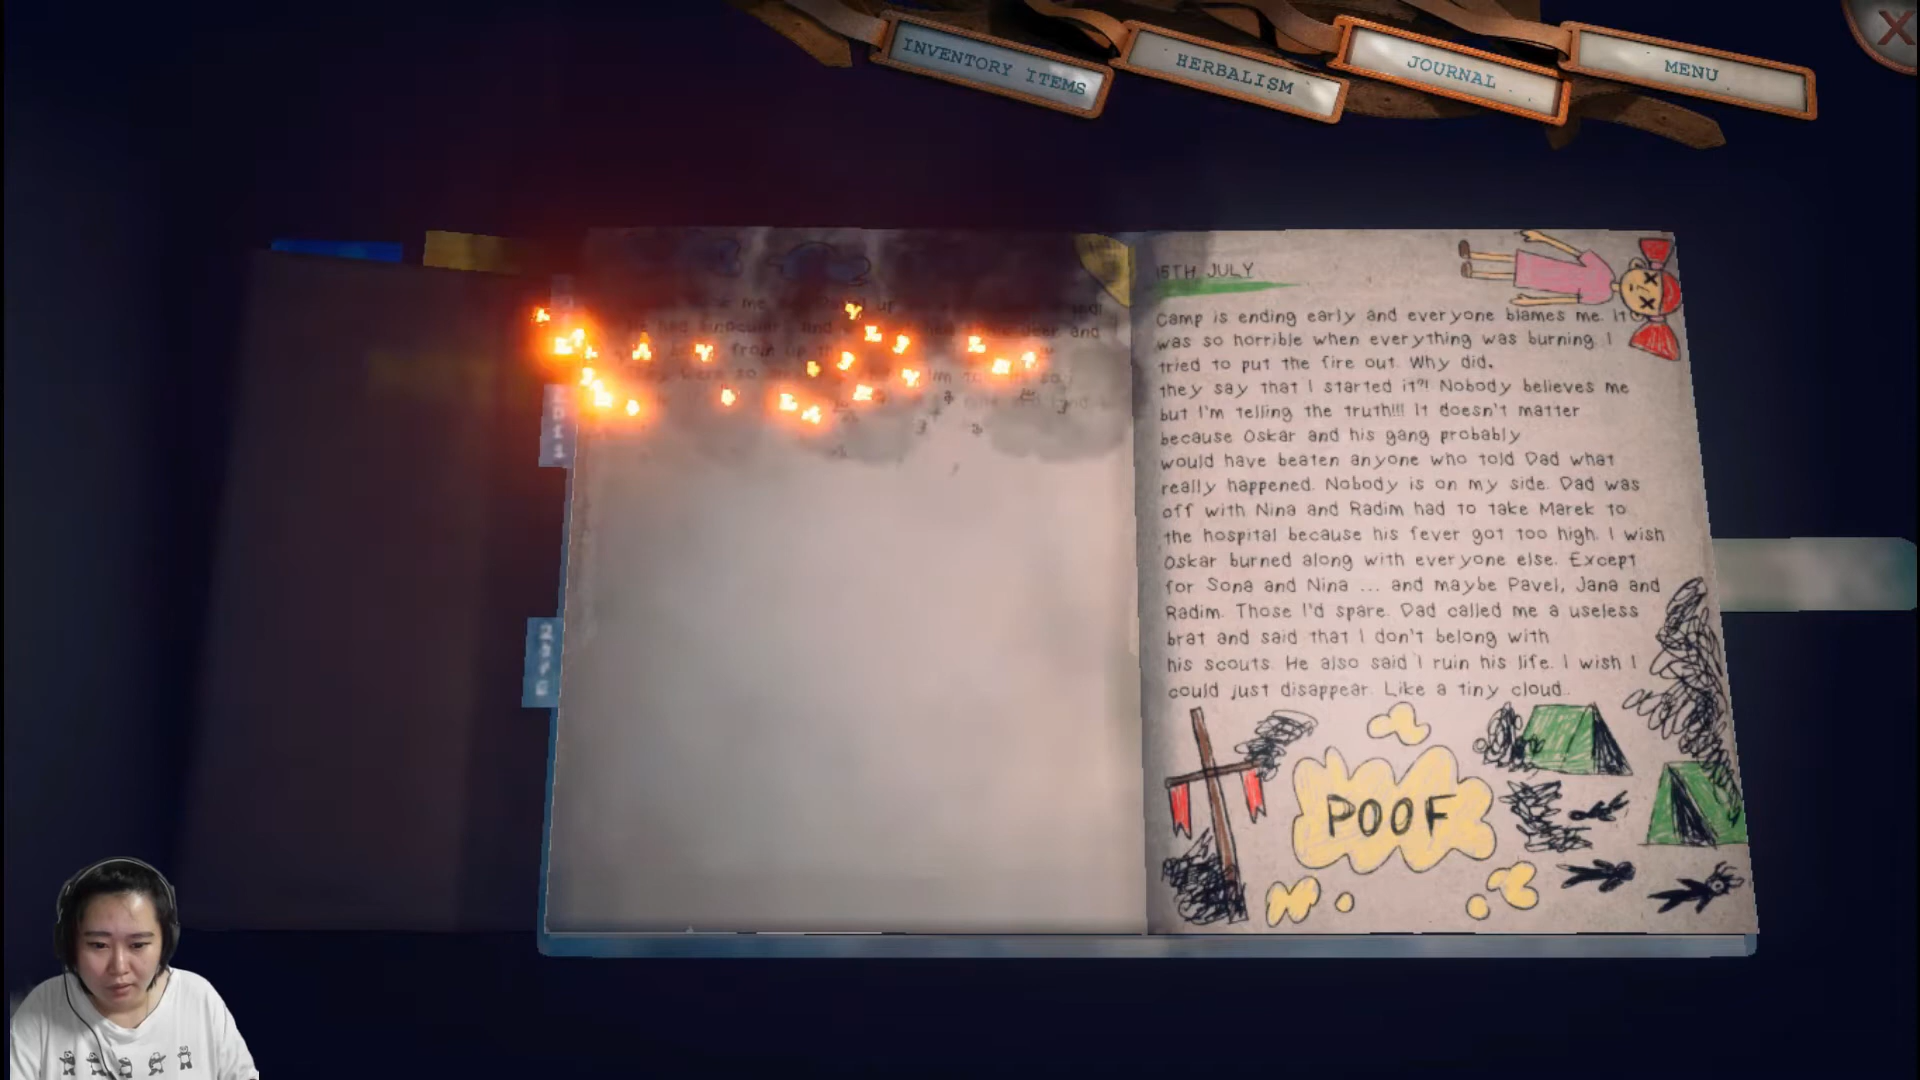 INVENTORY ITEMS
HERBALISM
JOURNAL
MENU
15TH JULY
Camp is ending early and everyone blames me. It
was so horrible when everything was burning. I
tried to put the fire out. Why did.
they say that I started it?! Nobody believes me
but I'm telling the truth!!! It doesn't matter
because Oskar and his gang probably
would have beaten anyone who told Dad what
really happened. Nobody is on my side. Dad was
off with Nina and Radim had to take Marek to
the hospital because his fever got too high. I wish
Oskar burned along with everyone else. Except
for Sona and Nina ... and maybe Pavel, Jana and
Radim. Those I'd spare. Dad called me a useless
brat and said that I don't belong with
his scouts. He also said I ruin his life. I wish I
could just disappear. Like a tiny cloud..
POOF